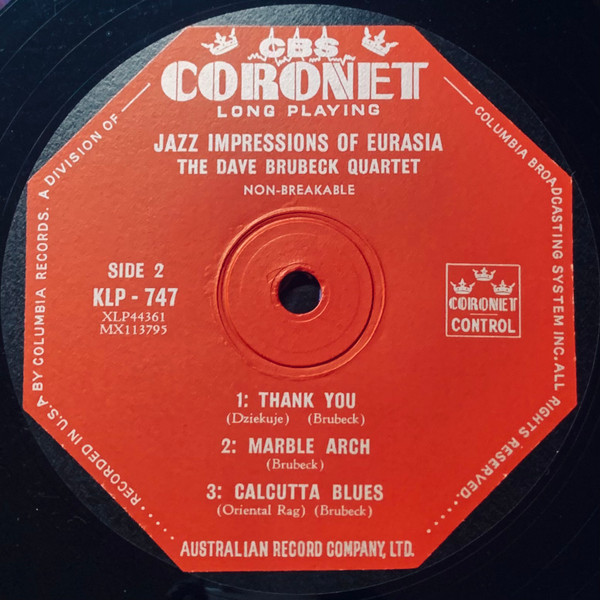 CBS
CORONET
LONG PLAYING
JAZZ IMPRESSIONS OF EURASIA
THE DAVE BRUBECK QUARTET
NON-BREAKABLE
SIDE 2
KLP - 747
XLP44361
MX113795
CORONET
CONTROL
1: THANK YOU
(Dziekuje) (Brubeck)
2: MARBLE ARCH
(Brubeck)
3: CALCUTTA BLUES
(Oriental Rag) (Brubeck)
AUSTRALIAN RECORD COMPANY, LTD.
RECORDED IN U.S.A BY COLUMBIA RECORDS. A DIVISION OF — COLUMBIA BROADCASTING SYSTEM INC. ALL RIGHTS RESERVED.